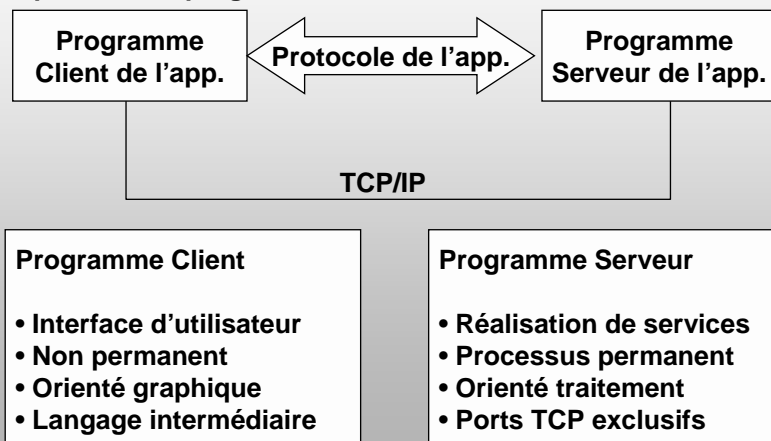 Programme
Client de l'app.
Protocole de l'app.
Programme
Serveur de l'app.
TCP/IP
Programme Client
• Interface d'utilisateur
• Non permanent
• Orienté graphique
• Langage intermédiaire
Programme Serveur
• Réalisation de services
• Processus permanent
• Orienté traitement
• Ports TCP exclusifs